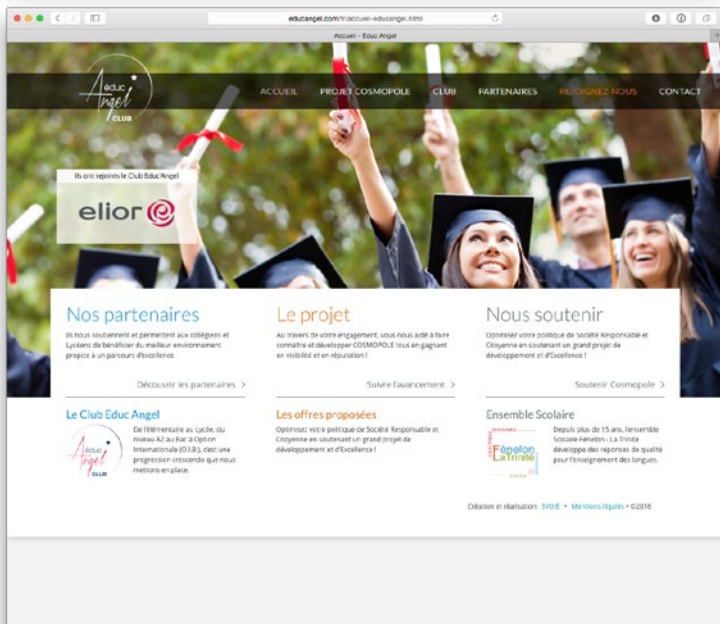 educangel.com/fr/accueil-educangel.html
Accueil - Educ Angel
éduc
Angel
CLUB
ACCUEIL PROJET COSMOPOLE CLUB PARTENAIRES REJOIGNEZ-NOUS CONTACT
Ils ont rejoints le Club Educ'Angel
elior
Nos partenaires
Ils nous soutiennent et permettent aux collégiens et
Lycéens de bénéficier du meilleur environnement
propice à un parcours d'excellence.
Découvrir les partenaires >
Le projet
Au travers de votre engagement, vous nous aidé à faire
connaître et développer COSMOPOLE tous en gagnant
en visibilité et en réputation !
Suivre l'avancement >
Nous soutenir
Optimisez votre politique de Société Responsable et
Citoyenne en soutenant un grand projet de
développement et d'Excellence !
Soutenir Cosmopole >
Le Club Educ Angel
éduc
Angel
CLUB
De l'élémentaire au Lycée, du
niveau A2 au Bac à Option
Internationale (O.I.B.), c'est une
progression crescendo que nous
mettons en place.
Les offres proposées
Optimisez votre politique de Société Responsable et
Citoyenne en soutenant un grand projet de
développement et d'Excellence !
Ensemble Scolaire
Fénelon
LaTrinité
Depuis plus de 15 ans, l'ensemble
Scolaire Fénelon - La Trinité
développe des réponses de qualité
pour l'enseignement des langues.
Création et réalisation 3VOIE • Mentions légales • ©2016